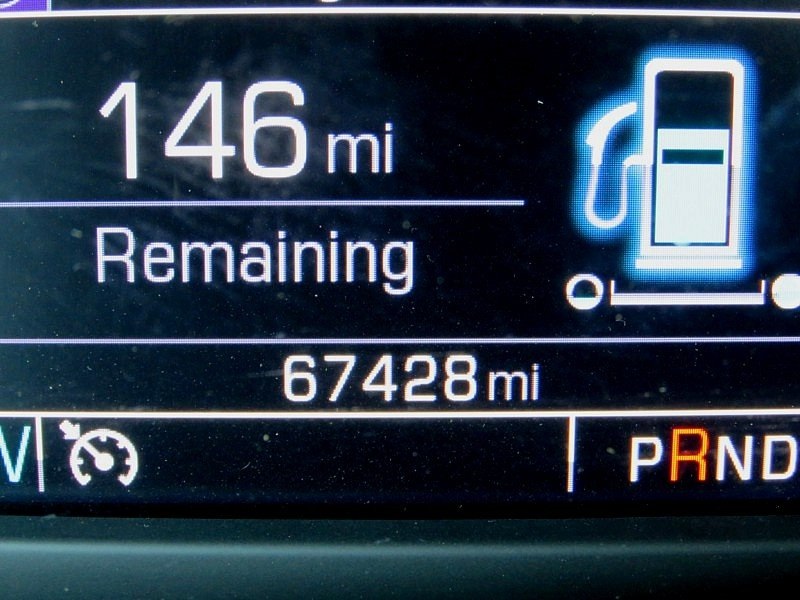 146 mi
Remaining
67428 mi
V
PRND